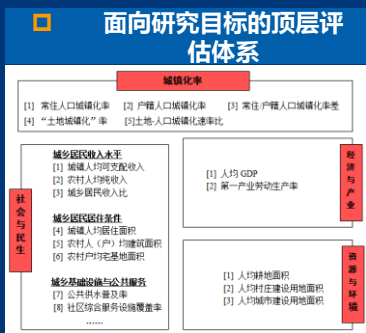 面向研究目标的顶层评
估体系
城镇化率
[1] 常住人口城镇化率 [2] 户籍人口城镇化率 [3] 常住/户籍人口城镇化率差
[4] “土地城镇化”率 [5]土地-人口城镇化速率比
社会与民生
城乡居民收入水平
[1] 城镇人均可支配收入
[2] 农村人均纯收入
[3] 城乡居民收入比
城乡居民居住条件
[4] 城镇人均居住面积
[5] 农村人（户）均建筑面积
[6] 农村户均宅基地面积
城乡基础设施与公共服务
[7] 公共供水普及率
[8] 社区综合服务设施覆盖率
……
经济与产业
[1] 人均 GDP
[2] 第一产业劳动生产率
资源与环境
[1] 人均耕地面积
[2] 人均村庄建设用地面积
[3] 人均城市建设用地面积